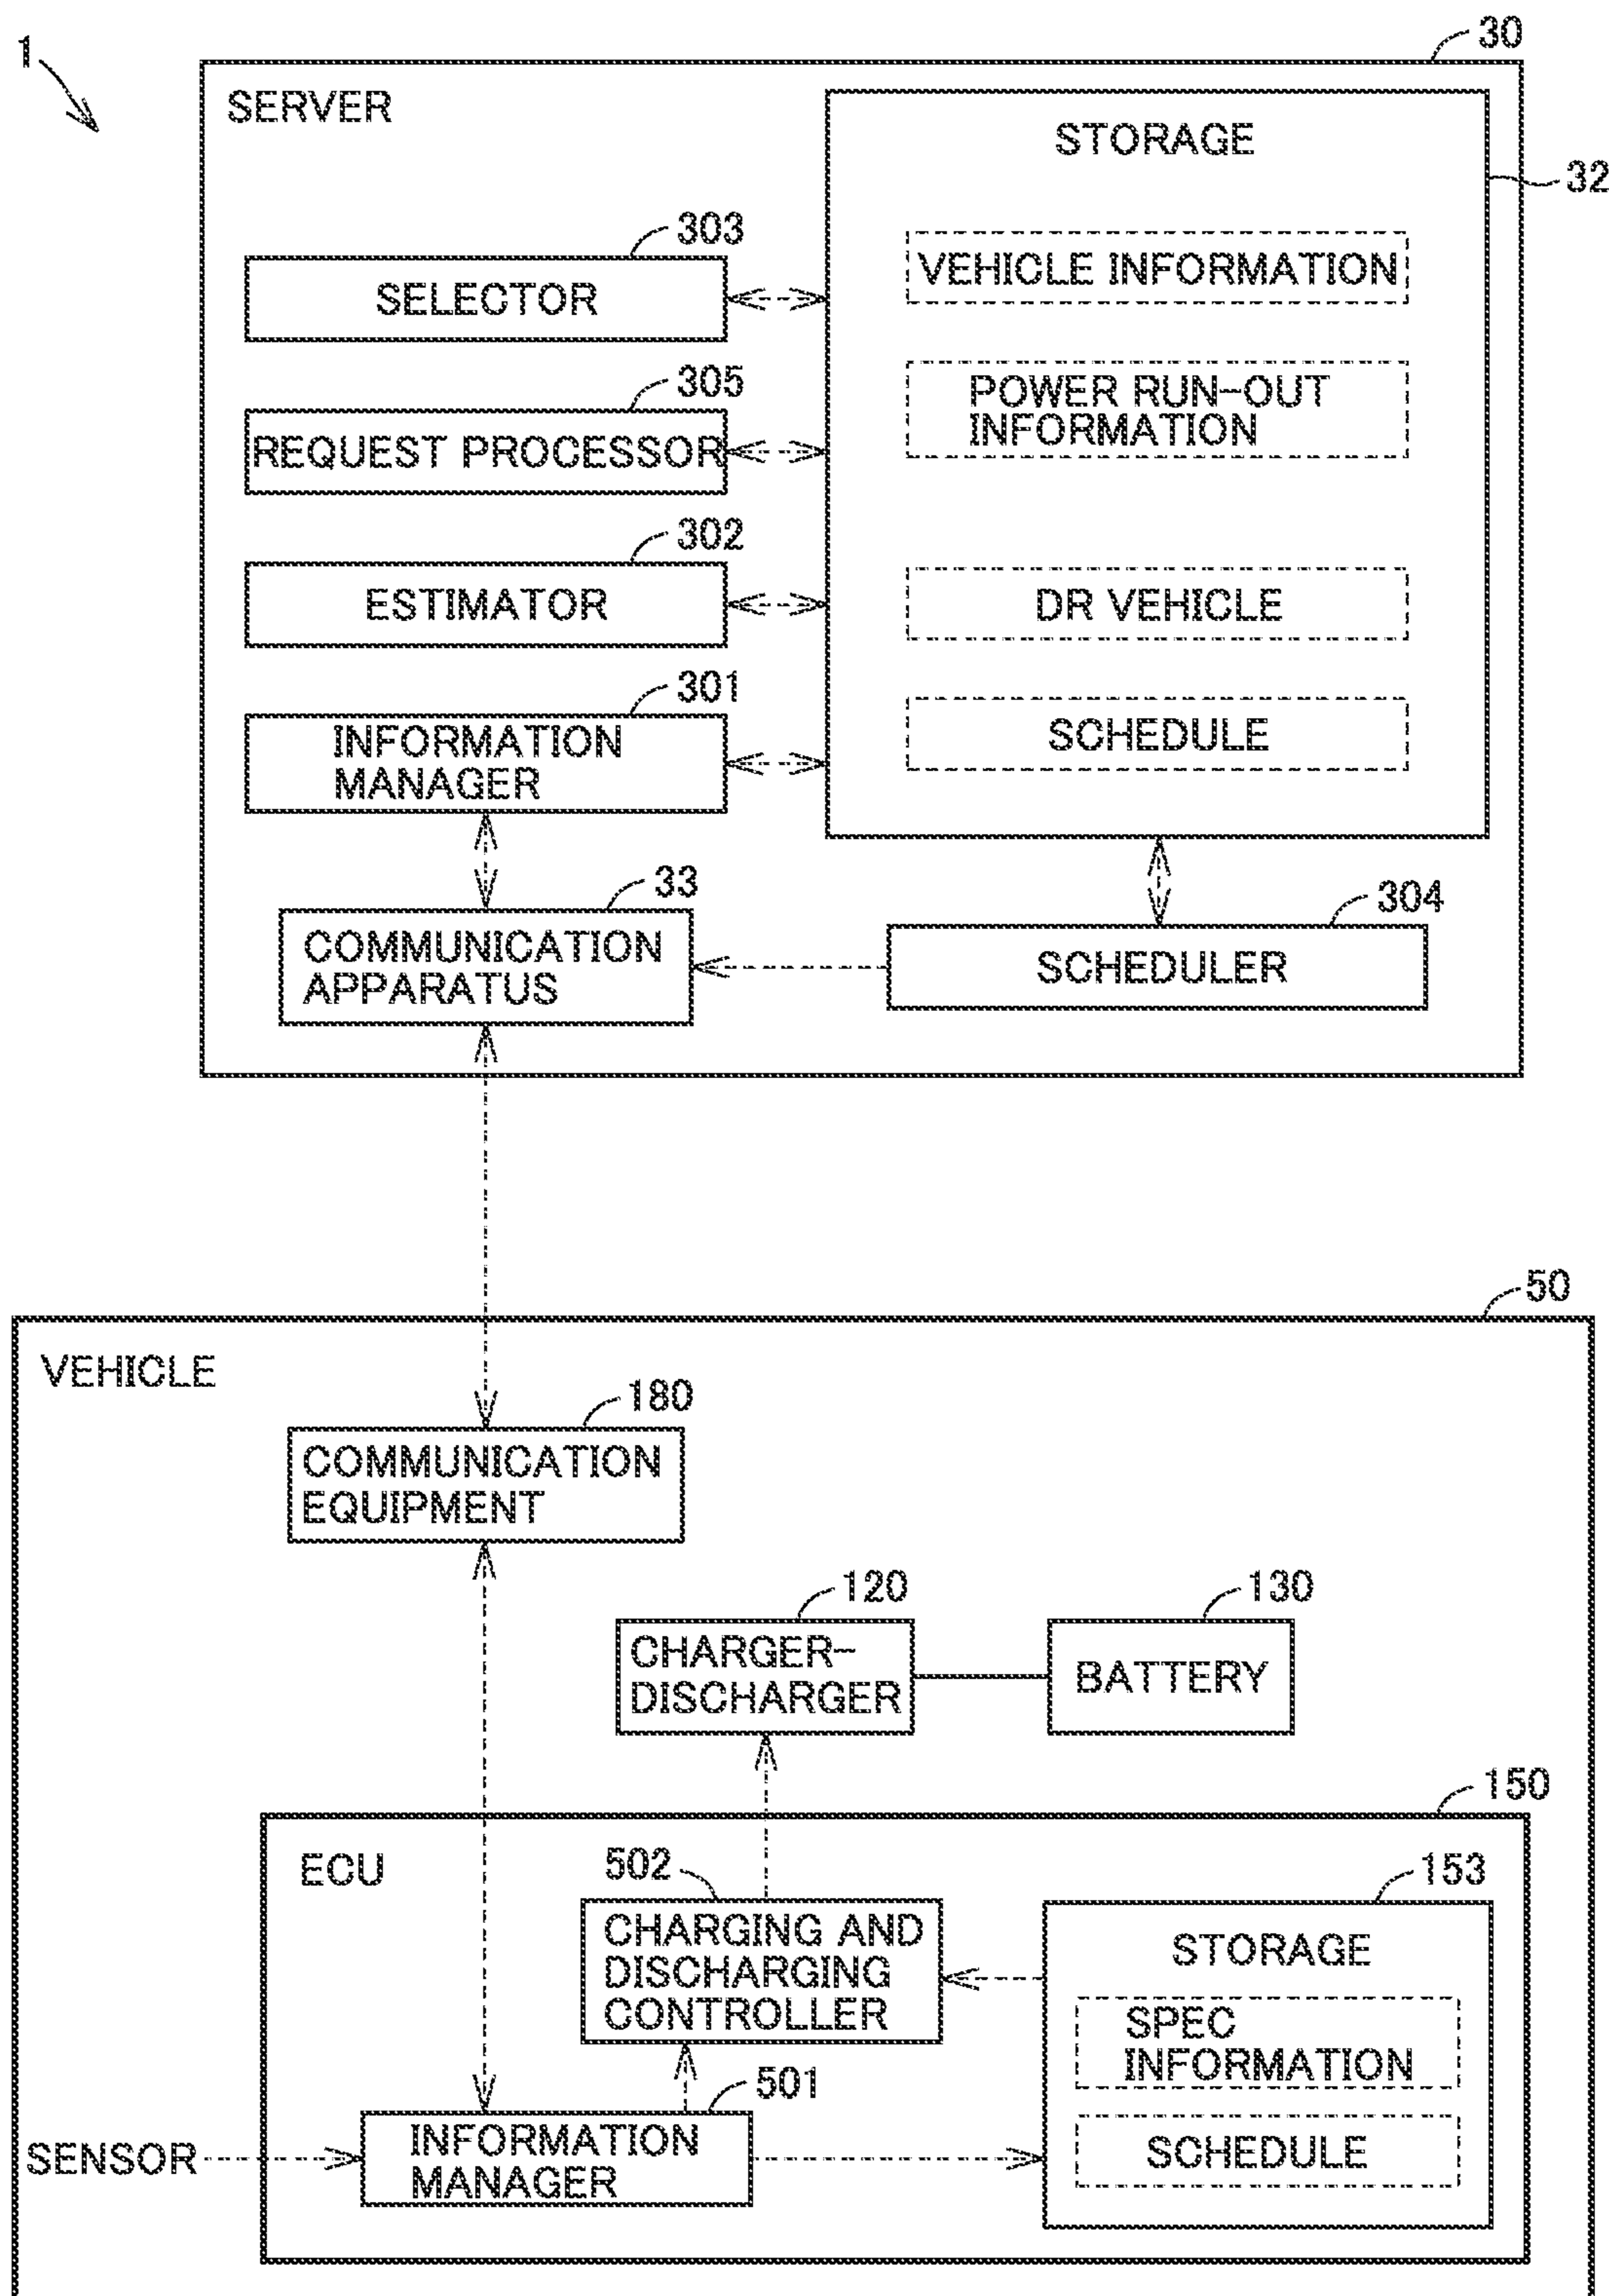 1
30
SERVER
STORAGE
32
303
SELECTOR
VEHICLE INFORMATION
305
REQUEST PROCESSOR
POWER RUN-OUT
INFORMATION
302
ESTIMATOR
DR VEHICLE
301
INFORMATION
MANAGER
SCHEDULE
33
COMMUNICATION
APPARATUS
304
SCHEDULER
50
VEHICLE
180
COMMUNICATION
EQUIPMENT
120
CHARGER-
DISCHARGER
130
BATTERY
150
ECU
502
CHARGING AND
DISCHARGING
CONTROLLER
153
STORAGE
SPEC
INFORMATION
SCHEDULE
501
INFORMATION
MANAGER
SENSOR